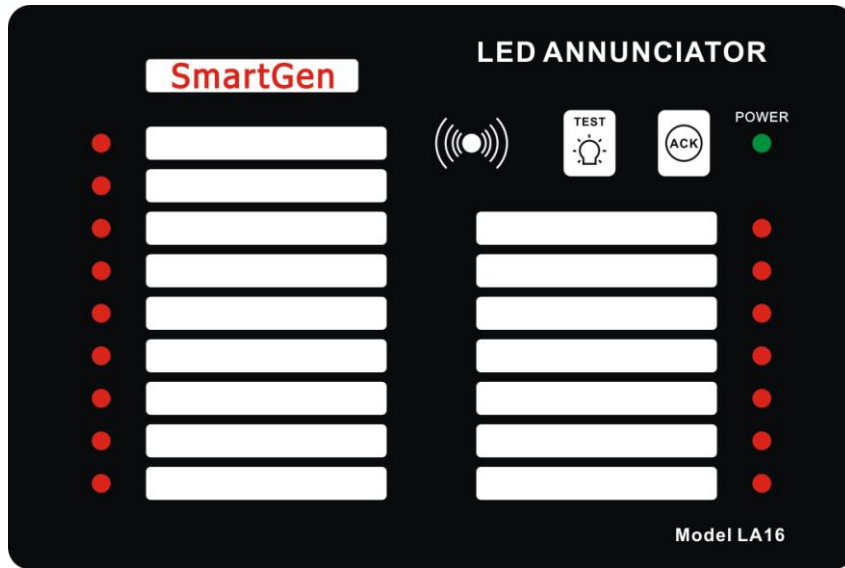 SmartGen
LED ANNUNCIATOR
TEST
ACK
POWER
Model LA16